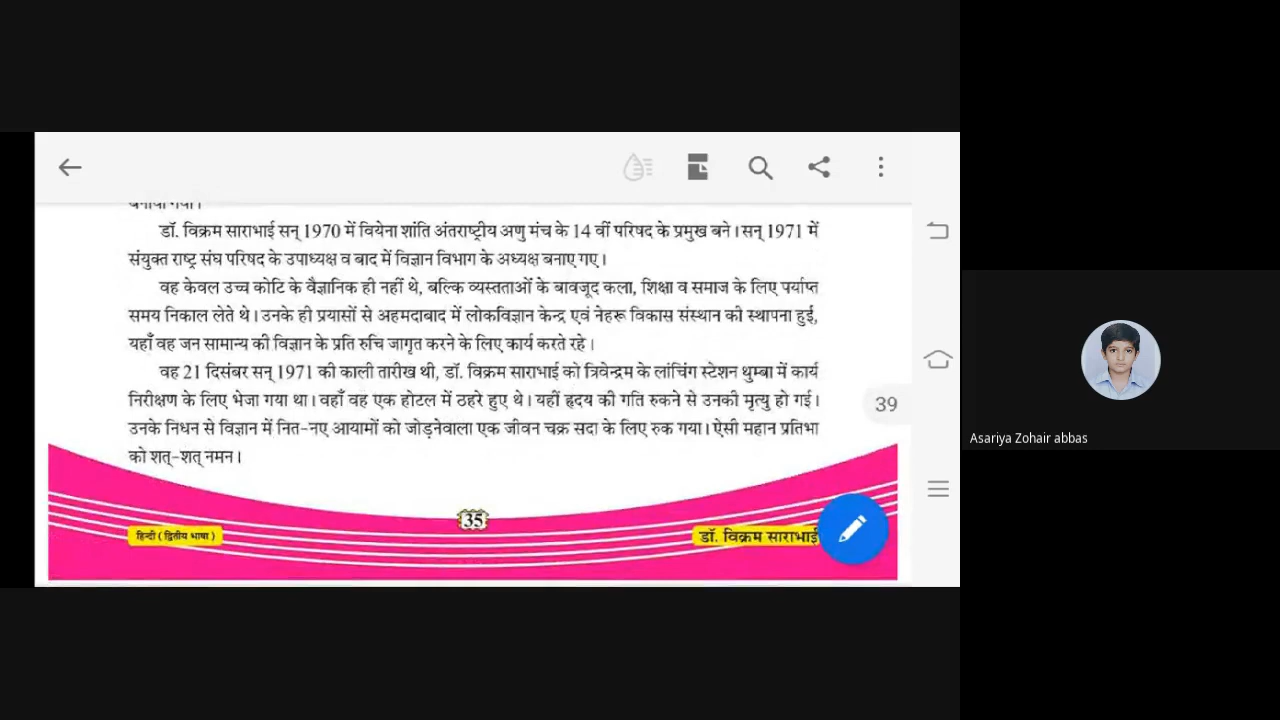 डॉ. विक्रम साराभाई सन् 1970 में वियेना शांति अंतराष्ट्रीय अणु मंच के 14 वीं परिषद के प्रमुख बने। सन् 1971 में
संयुक्त राष्ट्र संघ परिषद के उपाध्यक्ष व बाद में विज्ञान विभाग के अध्यक्ष बनाए गए।
वह केवल उच्च कोटि के वैज्ञानिक ही नहीं थे, बल्कि व्यस्तताओं के बावजूद कला, शिक्षा व समाज के लिए पर्याप्त
समय निकाल लेते थे। उनके ही प्रयासों से अहमदाबाद में लोकविज्ञान केन्द्र एवं नेहरू विकास संस्थान की स्थापना हुई,
यहाँ वह जन सामान्य की विज्ञान के प्रति रुचि जागृत करने के लिए कार्य करते रहे।
वह 21 दिसंबर सन् 1971 की काली तारीख थी, डॉ. विक्रम साराभाई को त्रिवेन्द्रम के लांचिंग स्टेशन थुम्बा में कार्य
निरीक्षण के लिए भेजा गया था। वहाँ वह एक होटल में ठहरे हुए थे। यहीं हृदय की गति रुकने से उनकी मृत्यु हो गई।
उनके निधन से विज्ञान में नित-नए आयामों को जोड़नेवाला एक जीवन चक्र सदा के लिए रुक गया। ऐसी महान प्रतिभा
को शत्-शत् नमन।
39
35
हिन्दी (द्वितीय भाषा)
डॉ. विक्रम साराभाई
Asariya Zohair abbas